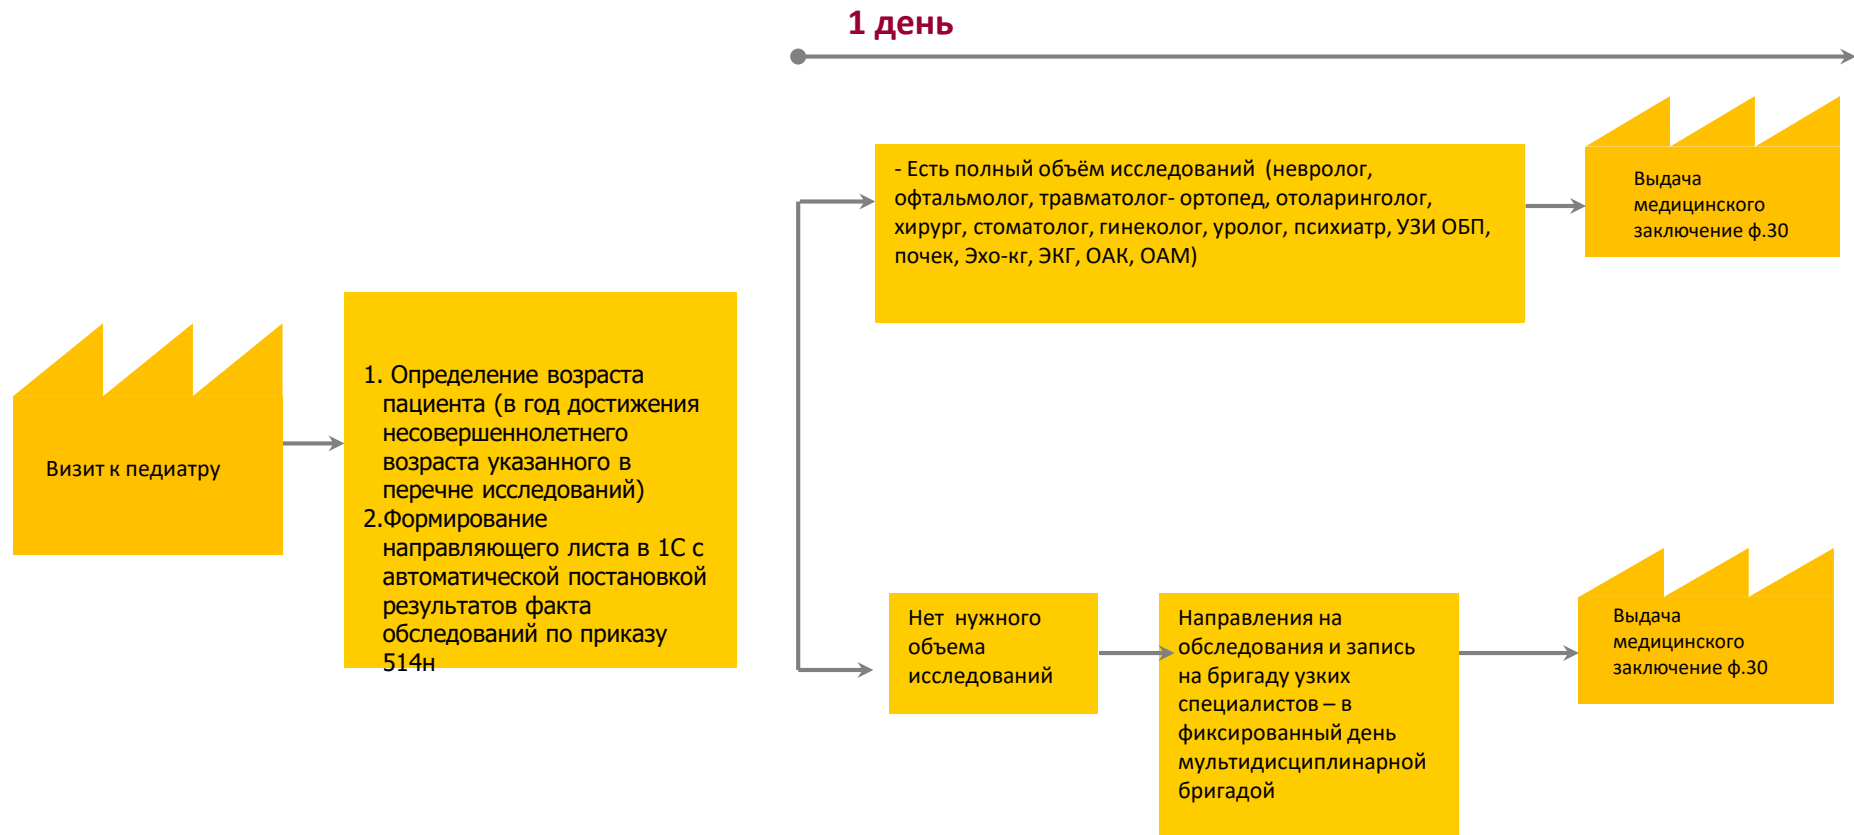 1 день
- Есть полный объём исследований (невролог,
офтальмолог, травматолог- ортопед, отоларинголог,
хирург, стоматолог, гинеколог, уролог, психиатр, УЗИ ОБП,
почек, Эхо-кг, ЭКГ, ОАК, ОАМ)
Выдача
медицинского
заключение ф.30
Визит к педиатру
1. Определение возраста
пациента (в год достижения
несовершеннолетнего
возраста указанного в
перечне исследований)
2.Формирование
направляющего листа в 1С с
автоматической постановкой
результатов факта
обследований по приказу
514н
Нет нужного
объема
исследований
Направления на
обследования и запись
на бригаду узких
специалистов – в
фиксированный день
мультидисциплинарной
бригадой
Выдача
медицинского
заключение ф.30